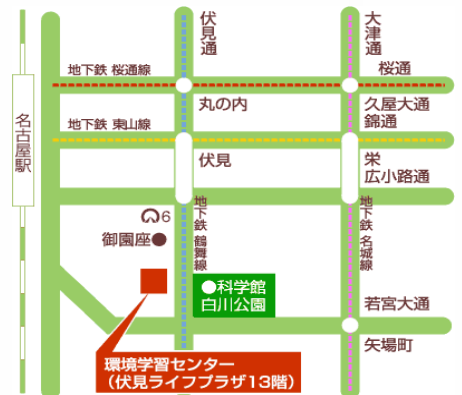 伏見通
大津通
地下鉄 桜通線
桜通
丸の内
久屋大通
地下鉄 東山線
錦通
名古屋駅
伏見
栄
広小路通
6
地下鉄 鶴舞線
地下鉄 名城線
御園座
科学館
白川公園
若宮大通
矢場町
環境学習センター
（伏見ライフプラザ13階）